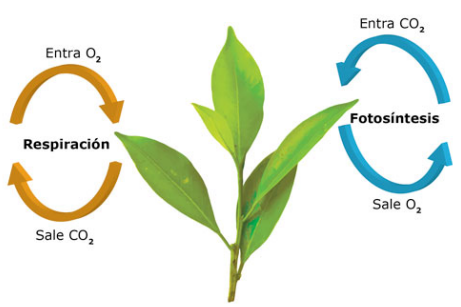 Entra O₂
Respiración
Sale CO₂
Entra CO₂
Fotosíntesis
Sale O₂